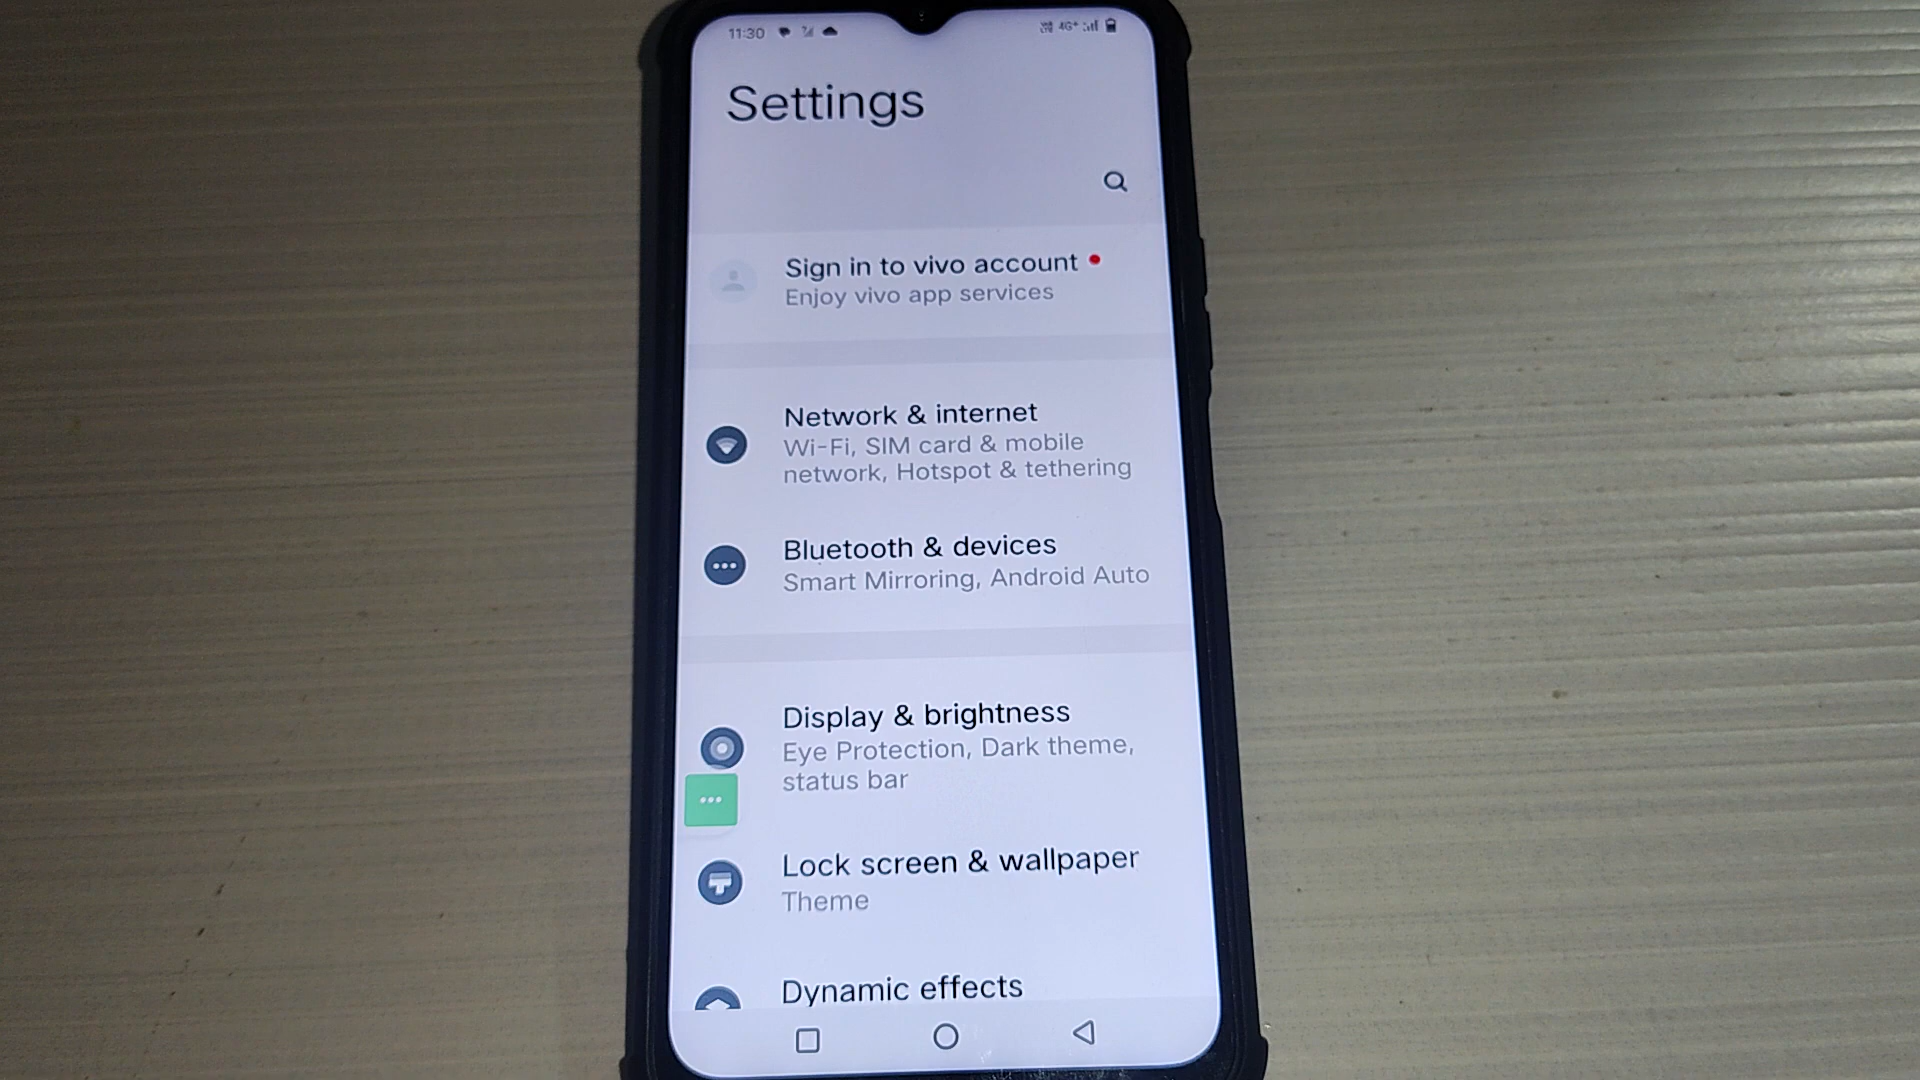 11:30 4G+
Settings
Sign in to vivo account
Enjoy vivo app services
Network & internet
Wi-Fi, SIM card & mobile
network, Hotspot & tethering
Bluetooth & devices
Smart Mirroring, Android Auto
Display & brightness
Eye Protection, Dark theme,
status bar
Lock screen & wallpaper
Theme
Dynamic effects